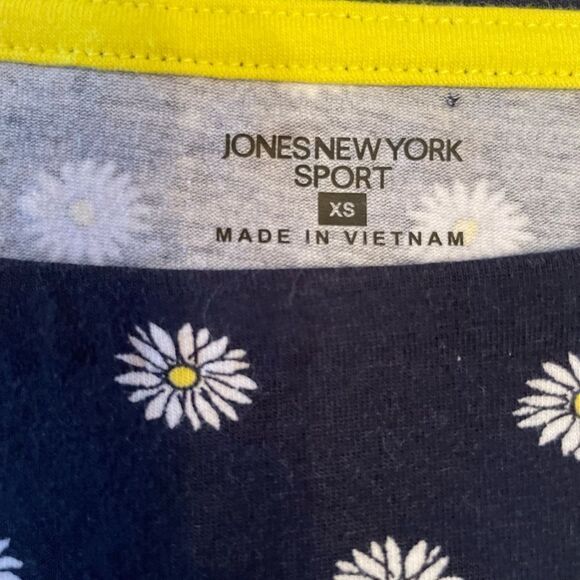 JONES NEW YORK
SPORT
XS
MADE IN VIETNAM